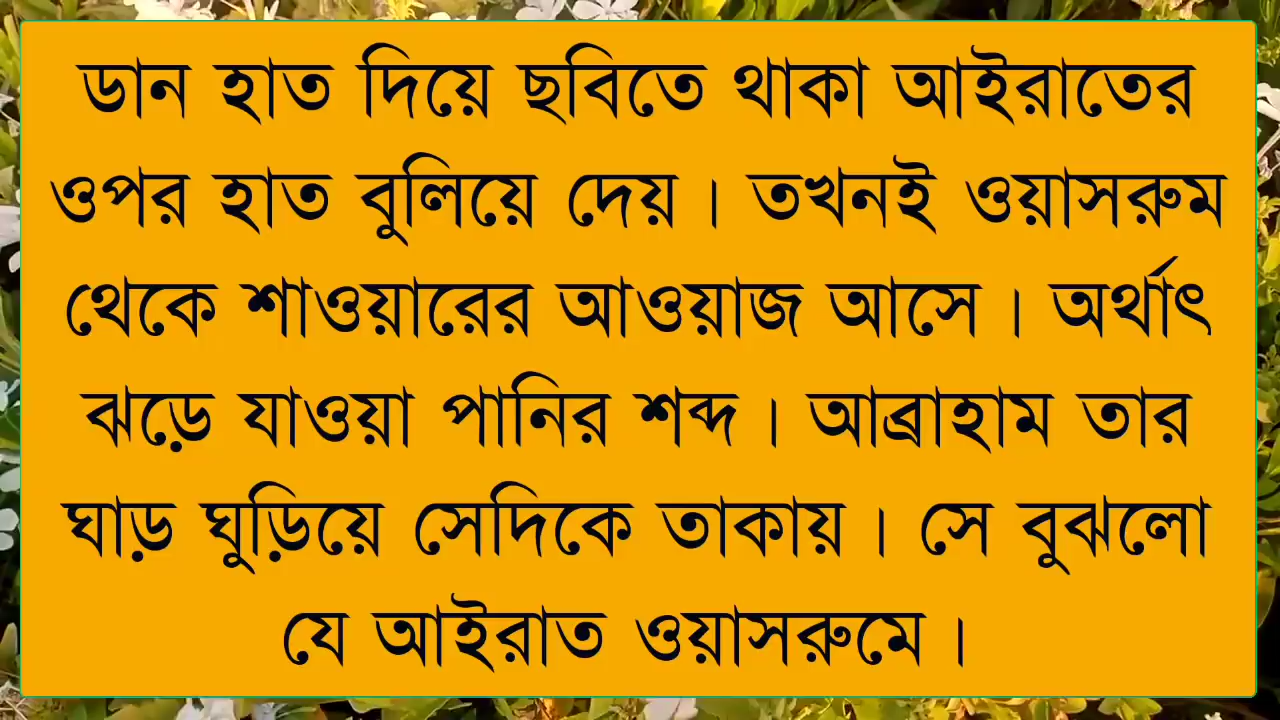 ডান হাত দিয়ে ছবিতে থাকা আইরাতের
ওপর হাত বুলিয়ে দেয় । তখনই ওয়াসরুম
থেকে শাওয়ারের আওয়াজ আসে । অর্থাৎ
ঝড়ে যাওয়া পানির শব্দ । আব্রাহাম তার
ঘাড় ঘুড়িয়ে সেদিকে তাকায় । সে বুঝলো
যে আইরাত ওয়াসরুমে ।